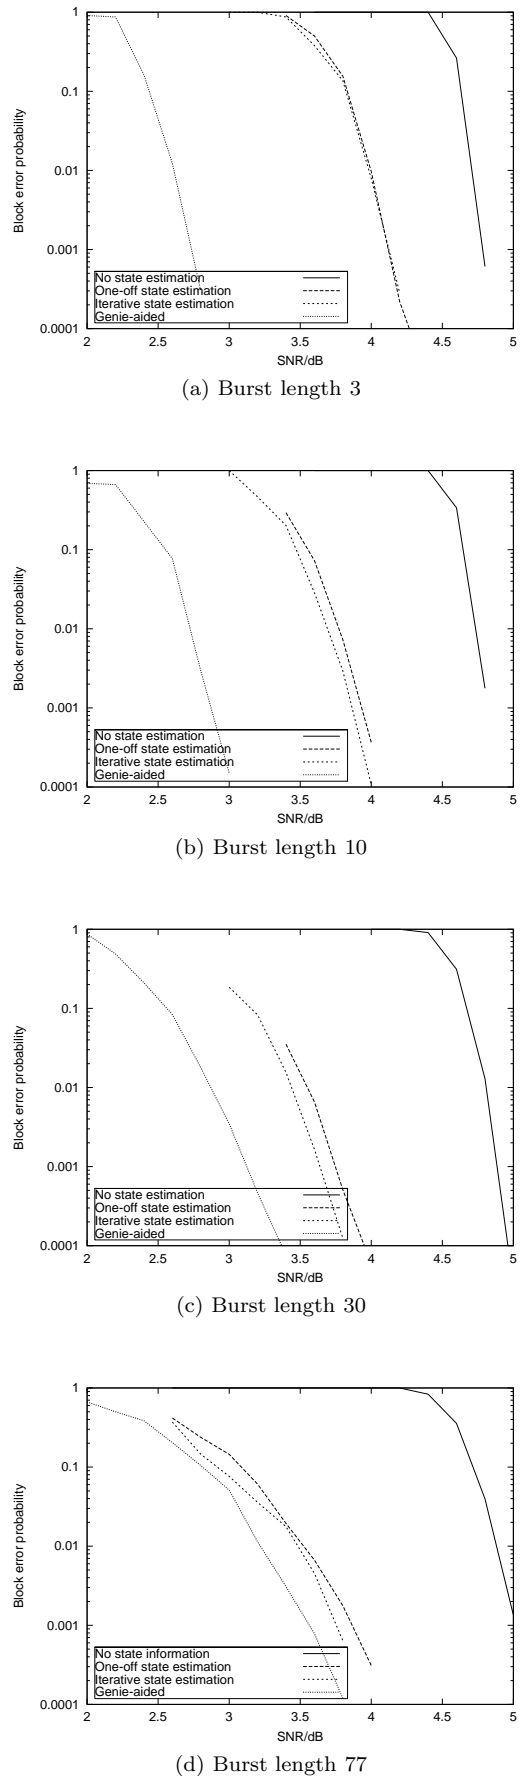 1
0.1
0.01
0.001
0.0001
Block error probability
No state estimation
One-off state estimation
Iterative state estimation
Genie-aided
2 2.5 3 3.5 4 4.5 5
SNR/dB
(a) Burst length 3
1
0.1
0.01
0.001
0.0001
Block error probability
No state estimation
One-off state estimation
Iterative state estimation
Genie-aided
2 2.5 3 3.5 4 4.5 5
SNR/dB
(b) Burst length 10
1
0.1
0.01
0.001
0.0001
Block error probability
No state estimation
One-off state estimation
Iterative state estimation
Genie-aided
2 2.5 3 3.5 4 4.5 5
SNR/dB
(c) Burst length 30
1
0.1
0.01
0.001
0.0001
Block error probability
No state information
One-off state estimation
Iterative state estimation
Genie-aided
2 2.5 3 3.5 4 4.5 5
SNR/dB
(d) Burst length 77